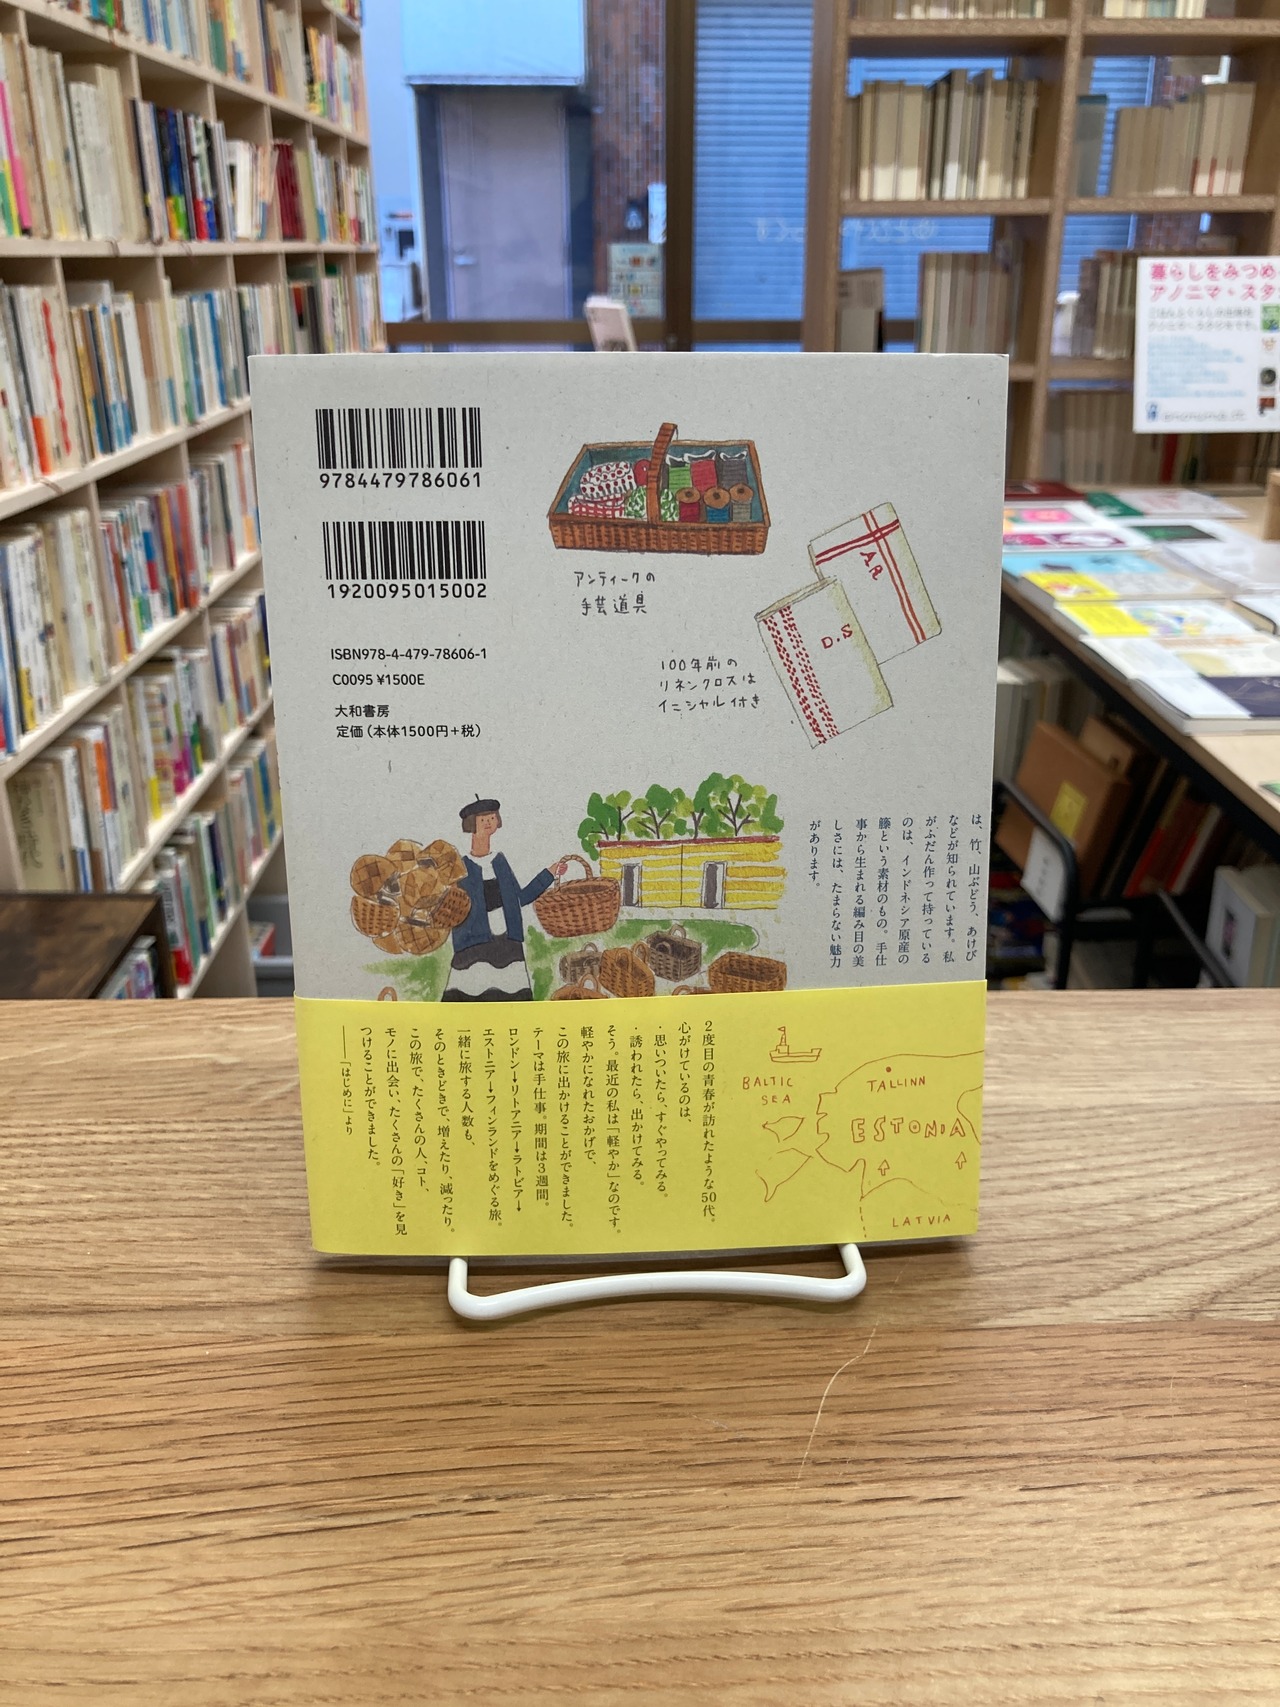 9784479786061
1920095015002
ISBN978-4-479-78606-1
C0095 ¥1500E
大和書房
定価（本体1500円＋税）
アンティークの
手芸道具
AR
D.S
100年前の
リネンクロスは
イニシャル付き
は、竹、山ぶどう、あけび
などが知られています。私
がふだん作って持っている
のは、インドネシア原産の
籐という素材のもの。手仕
事から生まれる編み目の美
しさには、たまらない魅力
があります。
2度目の青春が訪れたような50代。
心がけているのは、
・思いついたら、すぐやってみる。
・誘われたら、出かけてみる。
そう。最近の私は「軽やか」なのです。
軽やかになれたおかげで、
この旅に出かけることができました。
テーマは手仕事。期間は3週間。
ロンドン→リトアニア→ラトビア→
エストニア→フィンランドをめぐる旅。
一緒に旅する人数も、
そのときどきで、増えたり、減ったり。
この旅で、たくさんの人、コト、
モノに出会い、たくさんの「好き」を見
つけることができました。
――「はじめに」より
BALTIC
SEA
TALLINN
ESTONIA
LATVIA
暮らしをみつめ
アノニマ・スタ